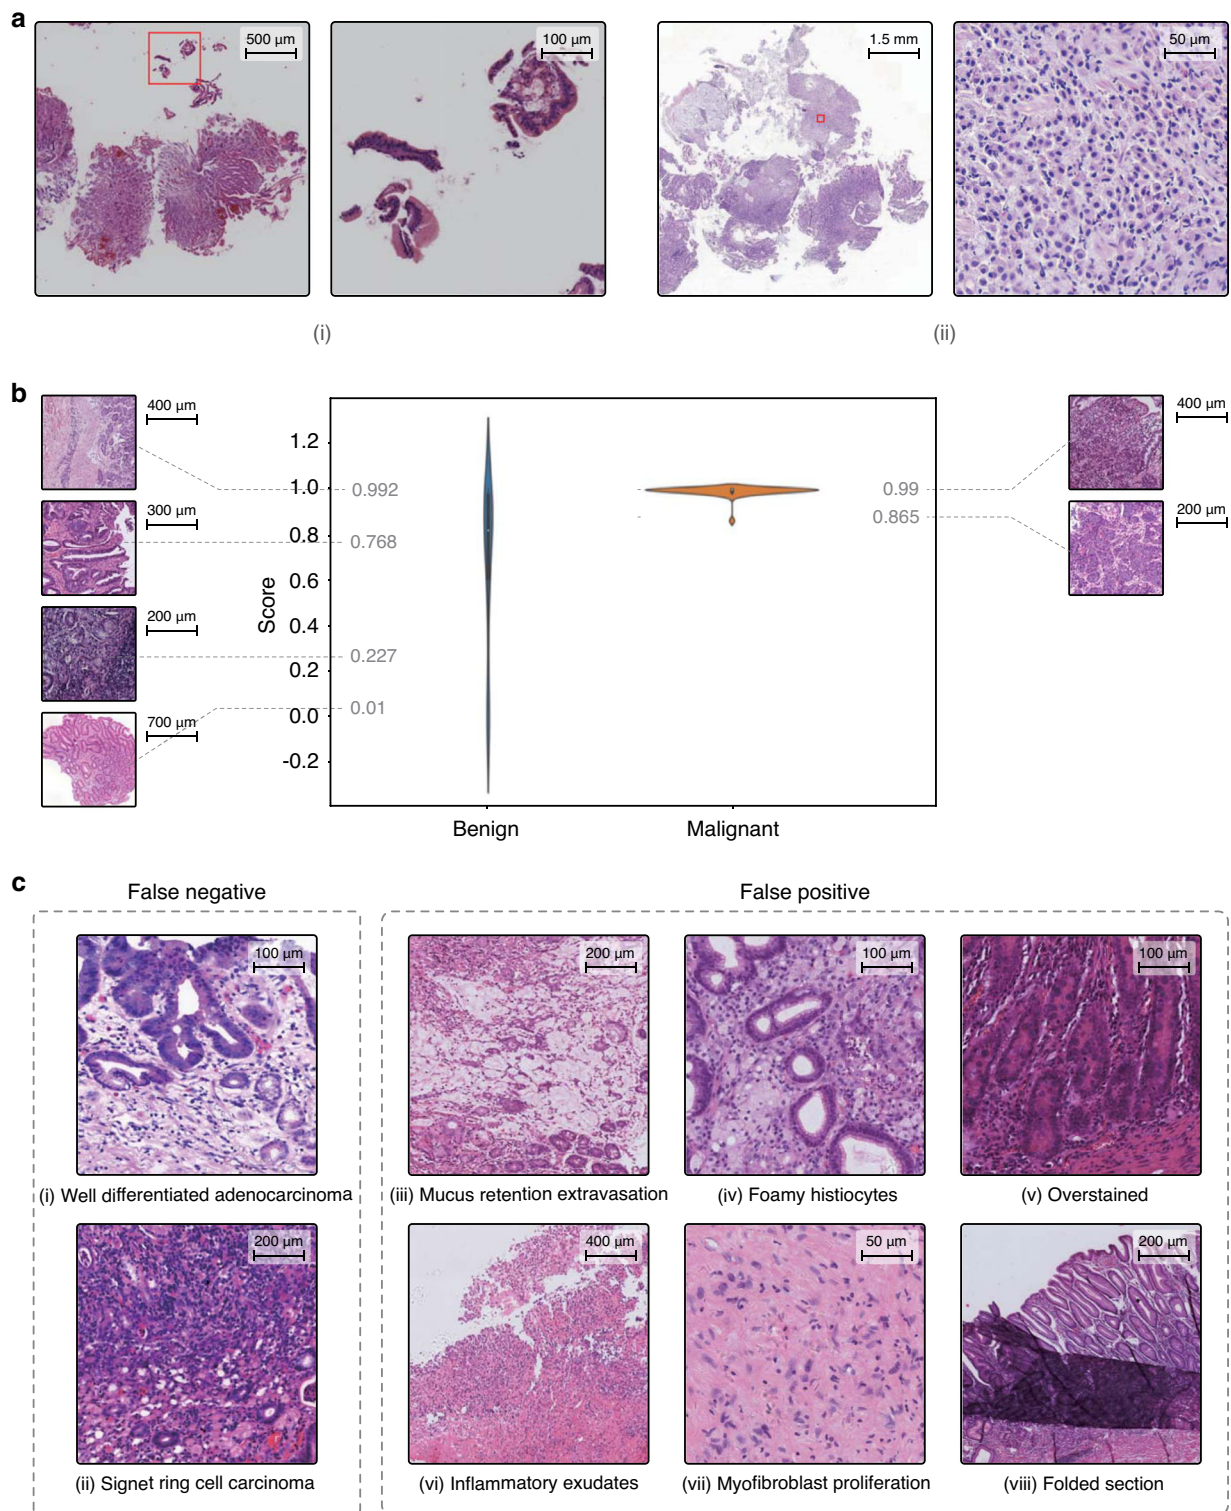 a
500 µm
100 µm
1.5 mm
50 µm
(i)
(ii)
b
400 µm
300 µm
200 µm
700 µm
Score
1.2
1.0
0.8
0.6
0.4
0.2
0.0
-0.2
0.992
0.768
0.227
0.01
0.99
0.865
400 µm
200 µm
Benign
Malignant
c
False negative
False positive
100 µm
200 µm
100 µm
100 µm
(i) Well differentiated adenocarcinoma
(iii) Mucus retention extravasation
(iv) Foamy histiocytes
(v) Overstained
200 µm
400 µm
50 µm
200 µm
(ii) Signet ring cell carcinoma
(vi) Inflammatory exudates
(vii) Myofibroblast proliferation
(viii) Folded section